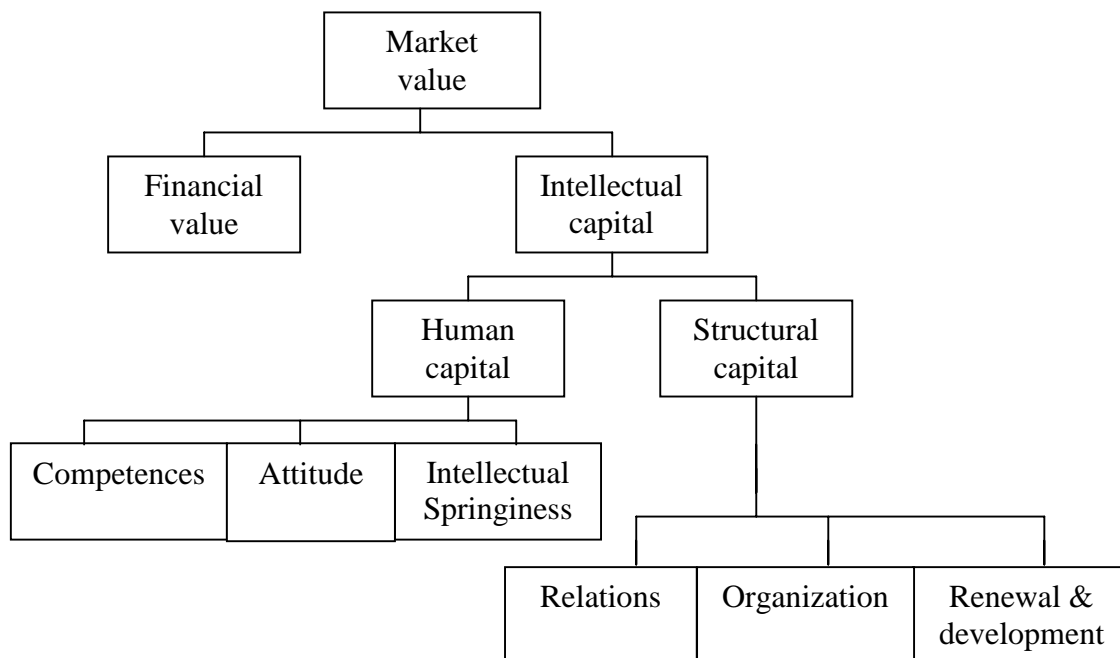 Market
value
Financial
value
Intellectual
capital
Human
capital
Structural
capital
Competences
Attitude
Intellectual
Springiness
Relations
Organization
Renewal &
development